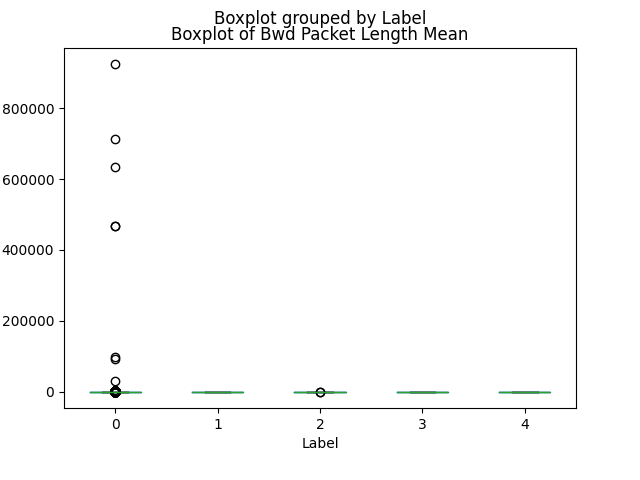 Boxplot grouped by Label
Boxplot of Bwd Packet Length Mean
800000
600000
400000
200000
0
0 1 2 3 4
Label